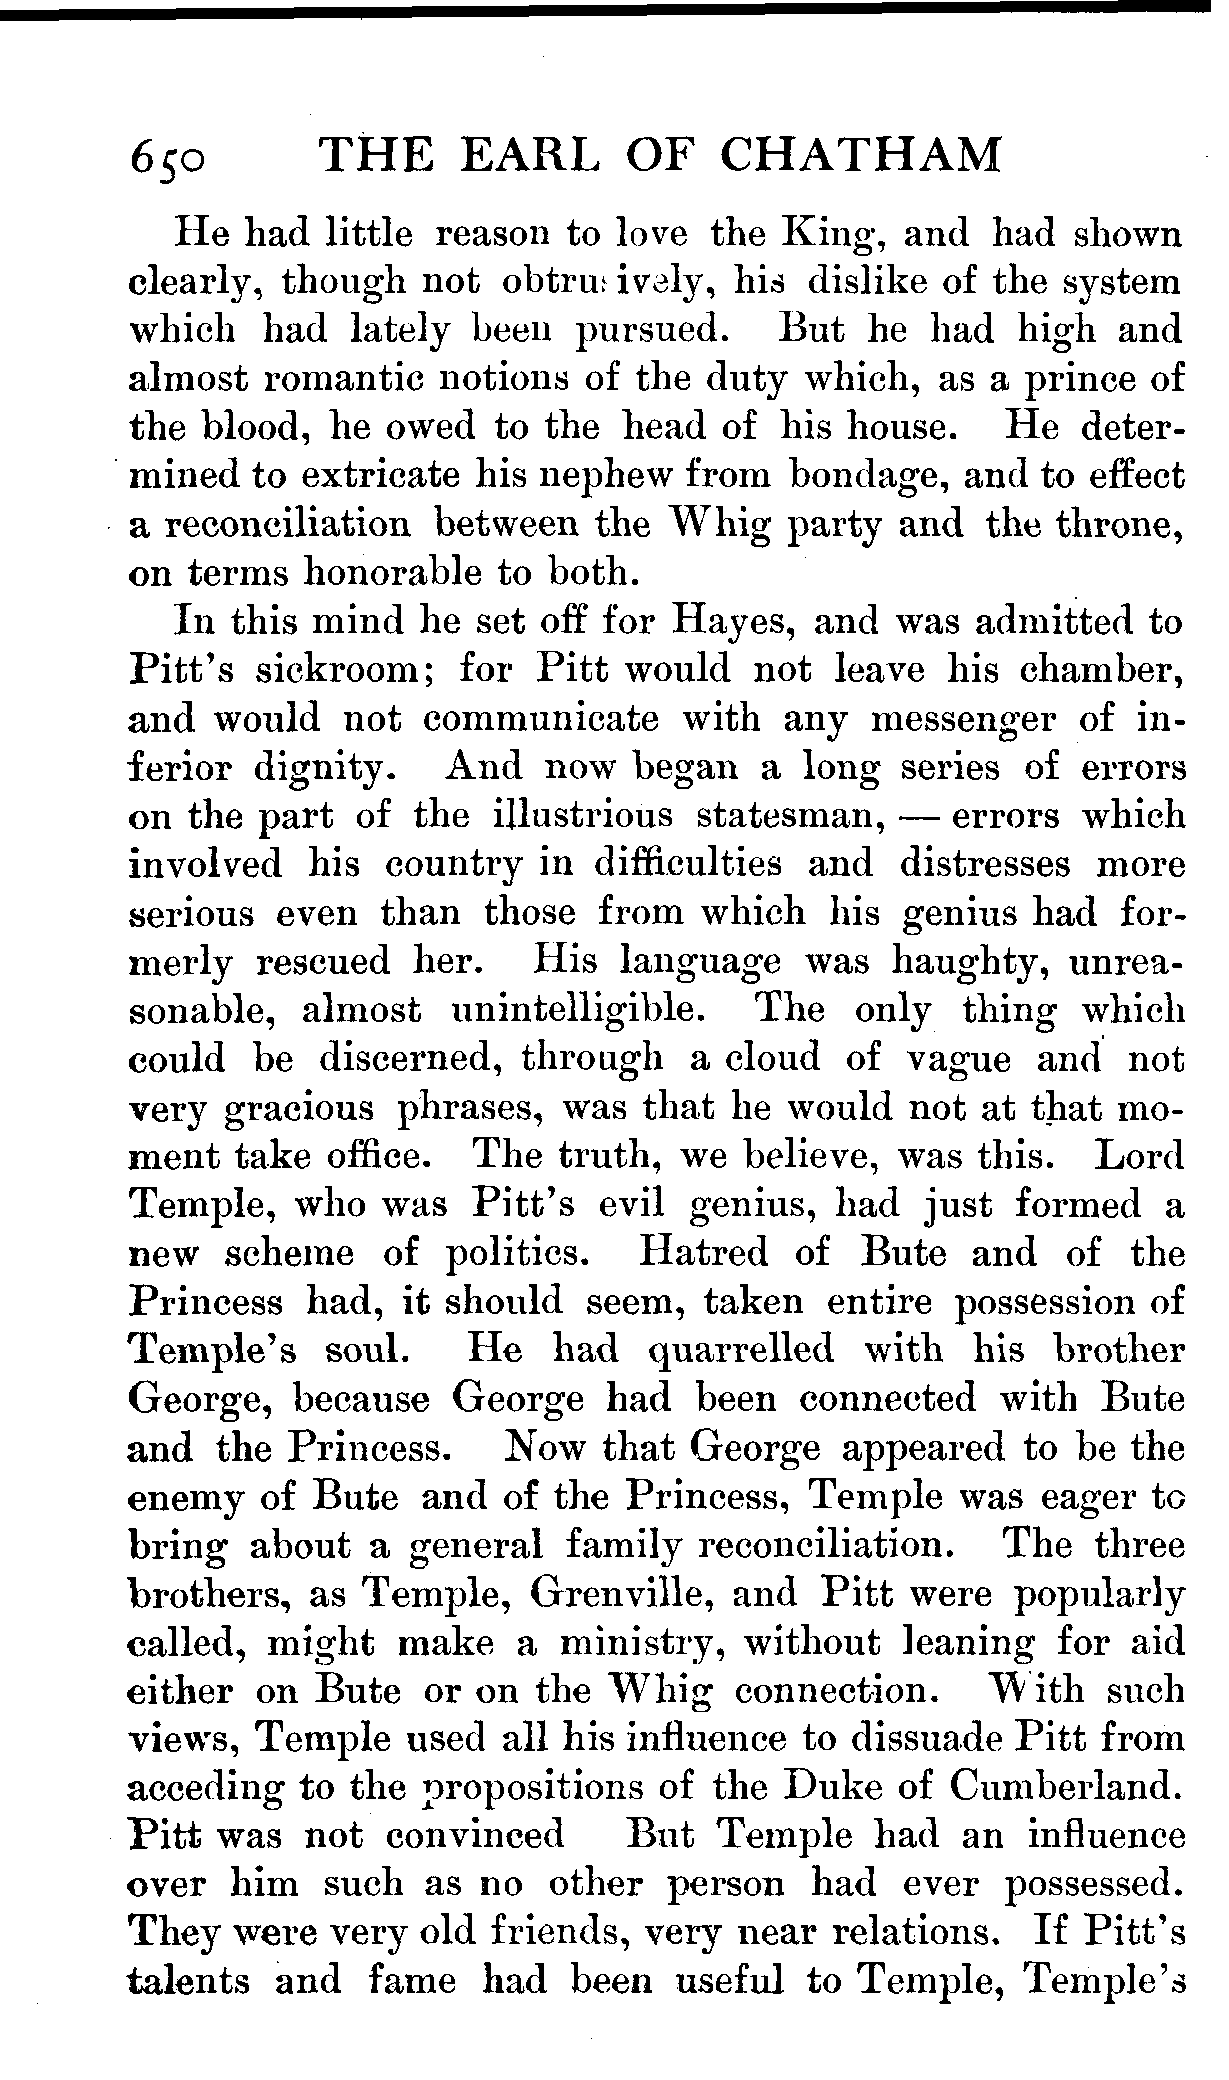 650 THE EARL OF CHATHAM
He had little reason to love the King, and had shown
clearly, though not obtrusively, his dislike of the system
which had lately been pursued. But he had high and
almost romantic notions of the duty which, as a prince of
the blood, he owed to the head of his house. He deter-
mined to extricate his nephew from bondage, and to effect
a reconciliation between the Whig party and the throne,
on terms honorable to both.
In this mind he set off for Hayes, and was admitted to
Pitt's sickroom; for Pitt would not leave his chamber,
and would not communicate with any messenger of in-
ferior dignity. And now began a long series of errors
on the part of the illustrious statesman, — errors which
involved his country in difficulties and distresses more
serious even than those from which his genius had for-
merly rescued her. His language was haughty, unrea-
sonable, almost unintelligible. The only thing which
could be discerned, through a cloud of vague and not
very gracious phrases, was that he would not at that mo-
ment take office. The truth, we believe, was this. Lord
Temple, who was Pitt's evil genius, had just formed a
new scheme of politics. Hatred of Bute and of the
Princess had, it should seem, taken entire possession of
Temple's soul. He had quarrelled with his brother
George, because George had been connected with Bute
and the Princess. Now that George appeared to be the
enemy of Bute and of the Princess, Temple was eager to
bring about a general family reconciliation. The three
brothers, as Temple, Grenville, and Pitt were popularly
called, might make a ministry, without leaning for aid
either on Bute or on the Whig connection. With such
views, Temple used all his influence to dissuade Pitt from
acceding to the propositions of the Duke of Cumberland.
Pitt was not convinced But Temple had an influence
over him such as no other person had ever possessed.
They were very old friends, very near relations. If Pitt's
talents and fame had been useful to Temple, Temple's